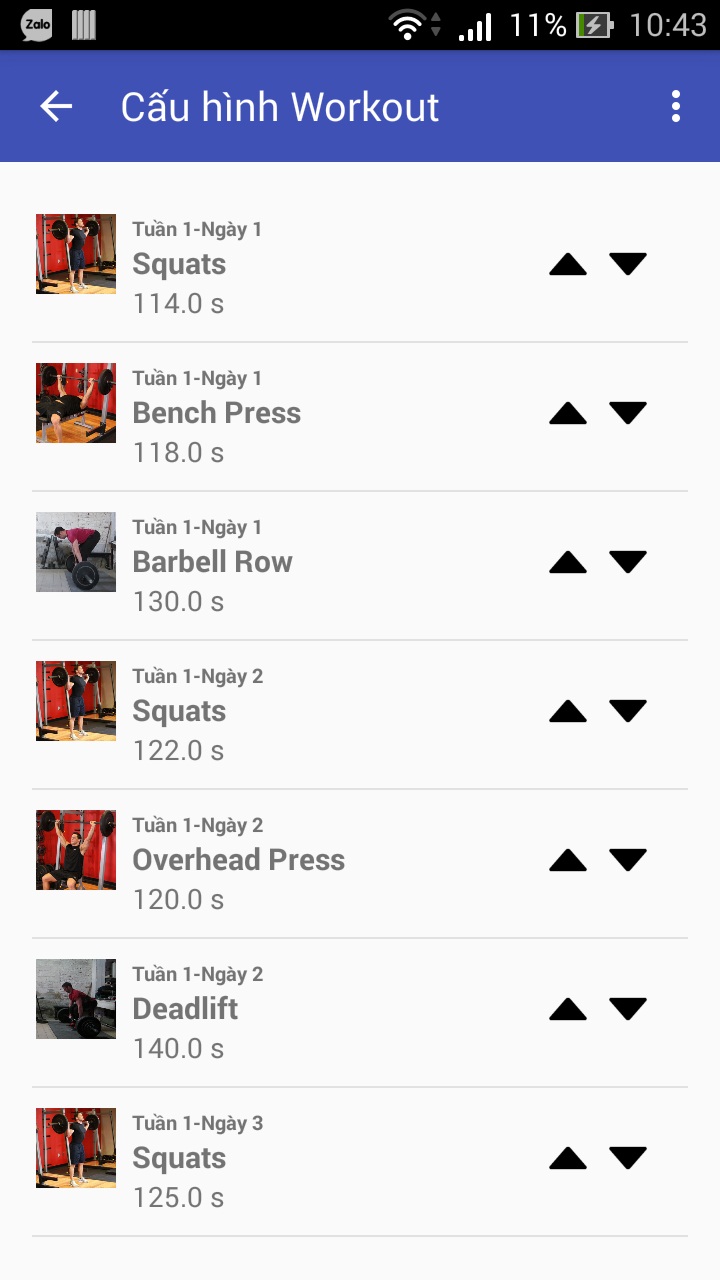 Zalo
11%
10:43
Cấu hình Workout
Tuần 1-Ngày 1
Squats
114.0 s
Tuần 1-Ngày 1
Bench Press
118.0 s
Tuần 1-Ngày 1
Barbell Row
130.0 s
Tuần 1-Ngày 2
Squats
122.0 s
Tuần 1-Ngày 2
Overhead Press
120.0 s
Tuần 1-Ngày 2
Deadlift
140.0 s
Tuần 1-Ngày 3
Squats
125.0 s